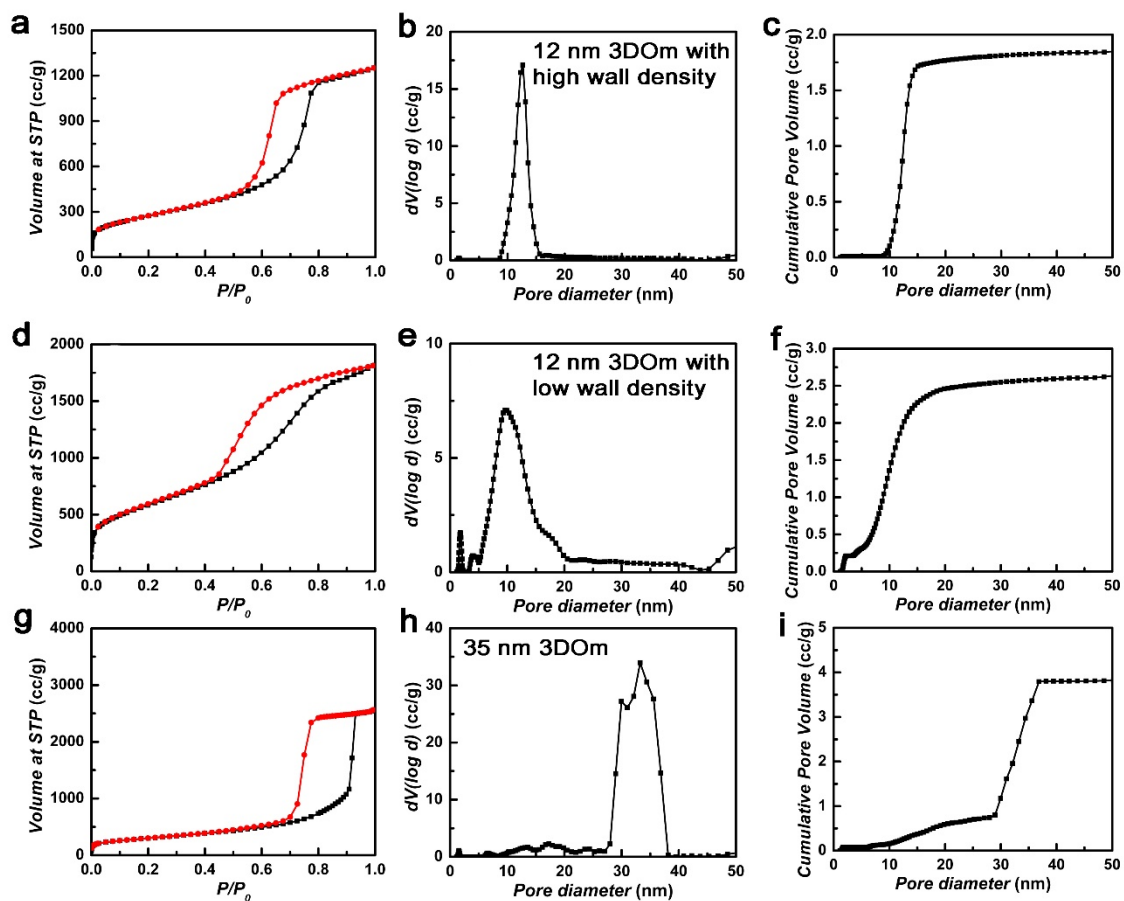 a
1500
1200
900
600
300
0
0.0 0.2 0.4 0.6 0.8 1.0
Volume at STP (cc/g)
P/P0
b
20
15
10
5
0
0 10 20 30 40 50
dV(log d) (cc/g)
Pore diameter (nm)
12 nm 3DOm with
high wall density
c
2.0
1.5
1.0
0.5
0.0
0 10 20 30 40 50
Cumulative Pore Volume (cc/g)
Pore diameter (nm)
d
2000
1500
1000
500
0
0.0 0.2 0.4 0.6 0.8 1.0
Volume at STP (cc/g)
P/P0
e
10
5
0
0 10 20 30 40 50
dV(log d) (cc/g)
Pore diameter (nm)
12 nm 3DOm with
low wall density
f
3.0
2.5
2.0
1.5
1.0
0.5
0.0
0 10 20 30 40 50
Cumulative Pore Volume (cc/g)
Pore diameter (nm)
g
4000
3000
2000
1000
0
0.0 0.2 0.4 0.6 0.8 1.0
Volume at STP (cc/g)
P/P0
h
40
30
20
10
0
0 10 20 30 40 50
dV(log d) (cc/g)
Pore diameter (nm)
35 nm 3DOm
i
5
4
3
2
1
0
0 10 20 30 40 50
Cumulative Pore Volume (cc/g)
Pore diameter (nm)